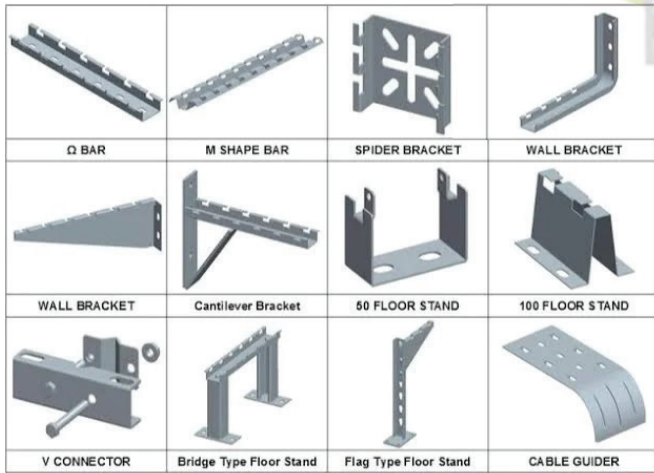 Ω BAR
M SHAPE BAR
SPIDER BRACKET
WALL BRACKET
WALL BRACKET
Cantilever Bracket
50 FLOOR STAND
100 FLOOR STAND
V CONNECTOR
Bridge Type Floor Stand
Flag Type Floor Stand
CABLE GUIDER